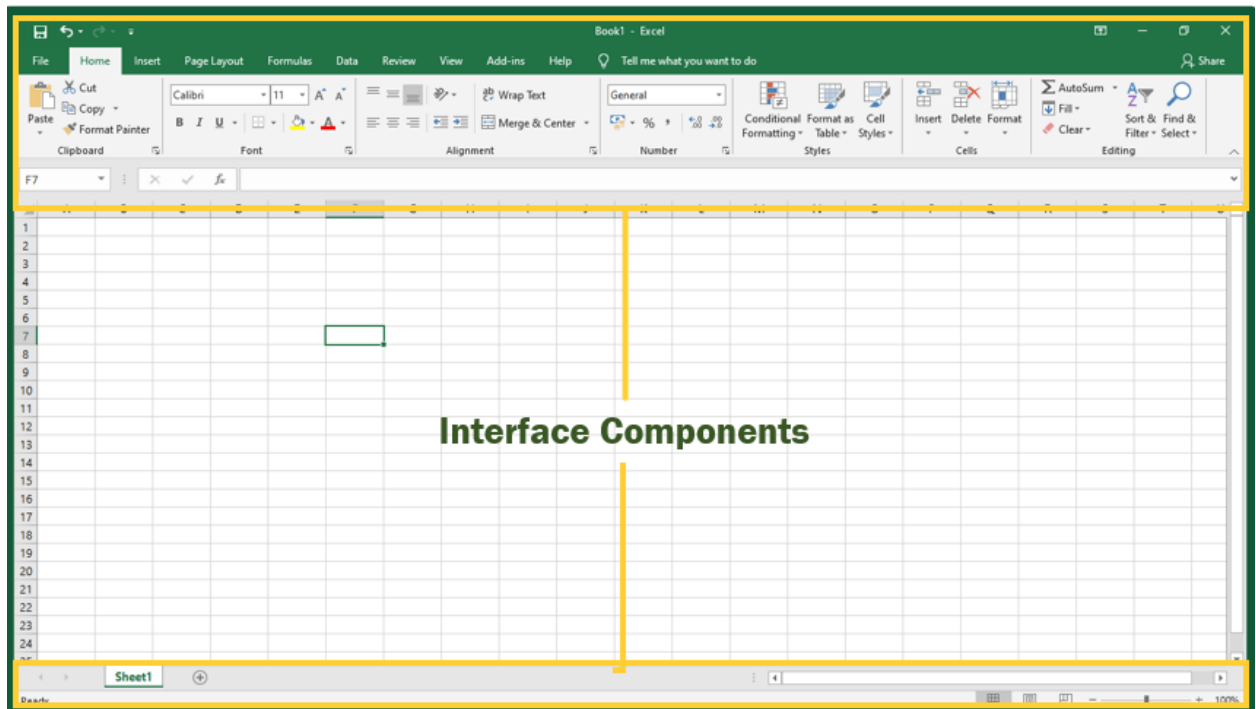 Book1 - Excel
File Home Insert Page Layout Formulas Data Review View Add-ins Help Tell me what you want to do Share
Cut
Copy
Paste
Format Painter
Calibri 11 A A
B I U A
Wrap Text
Merge & Center
General
% ,
Conditional Formatting
Format as Table
Cell Styles
Insert Delete Format
AutoSum
Fill
Clear
Sort & Filter
Find & Select
Clipboard Font Alignment Number Styles Cells Editing
F7 fx
1
2
3
4
5
6
7
8
9
10
11
12
13
14
15
16
17
18
19
20
21
22
23
24
Interface Components
Sheet1
Ready 100%